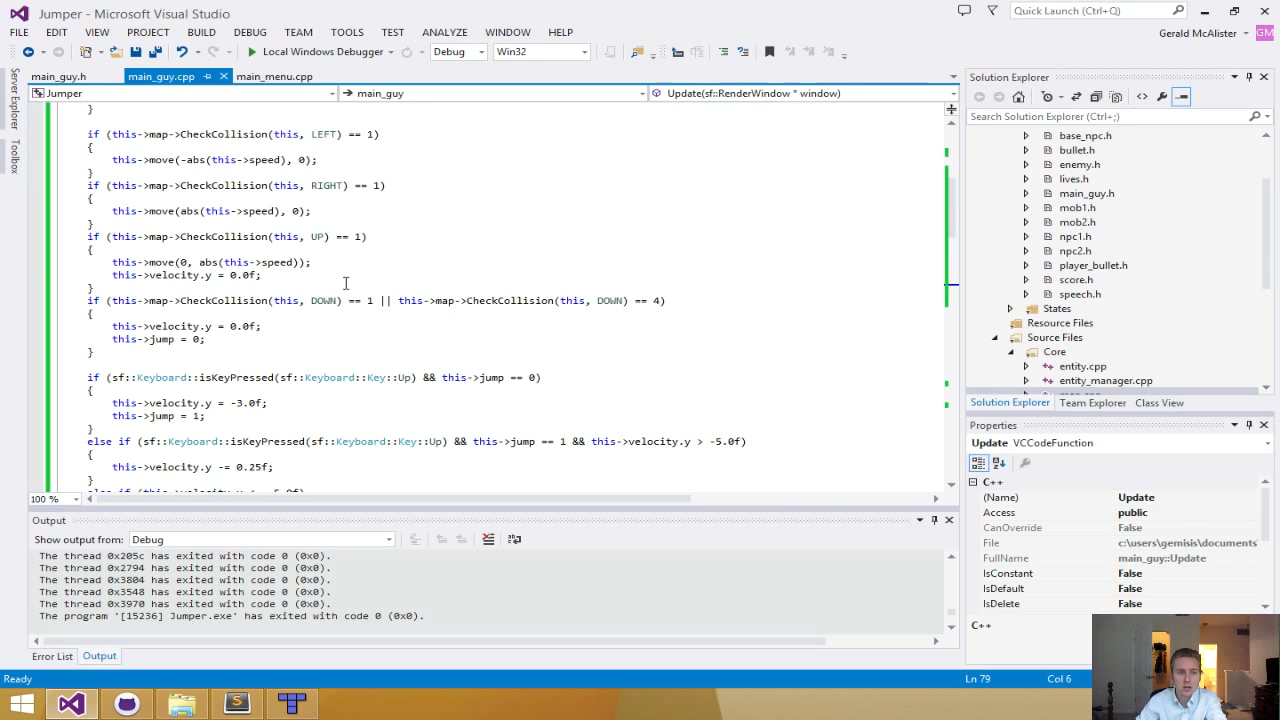 Jumper - Microsoft Visual Studio
Quick Launch (Ctrl+Q)
FILE EDIT VIEW PROJECT BUILD DEBUG TEAM TOOLS TEST ANALYZE WINDOW HELP
Gerald McAlister GM
Local Windows Debugger Debug Win32
Server Explorer
Toolbox
main_guy.h main_guy.cpp main_menu.cpp
Jumper main_guy Update(sf::RenderWindow * window)
}
if (this->map->CheckCollision(this, LEFT) == 1)
{
this->move(-abs(this->speed), 0);
}
if (this->map->CheckCollision(this, RIGHT) == 1)
{
this->move(abs(this->speed), 0);
}
if (this->map->CheckCollision(this, UP) == 1)
{
this->move(0, abs(this->speed));
this->velocity.y = 0.0f;
}
if (this->map->CheckCollision(this, DOWN) == 1 || this->map->CheckCollision(this, DOWN) == 4)
{
this->velocity.y = 0.0f;
this->jump = 0;
}
if (sf::Keyboard::isKeyPressed(sf::Keyboard::Key::Up) && this->jump == 0)
{
this->velocity.y = -3.0f;
this->jump = 1;
}
else if (sf::Keyboard::isKeyPressed(sf::Keyboard::Key::Up) && this->jump == 1 && this->velocity.y > -5.0f)
{
this->velocity.y -= 0.25f;
}
100 %
Output
Show output from: Debug
The thread 0x205c has exited with code 0 (0x0).
The thread 0x2794 has exited with code 0 (0x0).
The thread 0x3804 has exited with code 0 (0x0).
The thread 0x3548 has exited with code 0 (0x0).
The thread 0x3970 has exited with code 0 (0x0).
The program '[15236] Jumper.exe' has exited with code 0 (0x0).
Error List Output
Ready Ln 79 Col 6
Solution Explorer
Search Solution Explorer (Ctrl+;)
base_npc.h
bullet.h
enemy.h
lives.h
main_guy.h
mob1.h
mob2.h
npc1.h
npc2.h
player_bullet.h
score.h
speech.h
States
Resource Files
Source Files
Core
entity.cpp
entity_manager.cpp
Solution Explorer Team Explorer Class View
Properties
Update VCCodeFunction
C++
(Name) Update
Access public
CanOverride False
File c:\users\gemisis\documents
FullName main_guy::Update
IsConstant False
IsDefault False
IsDelete False
C++